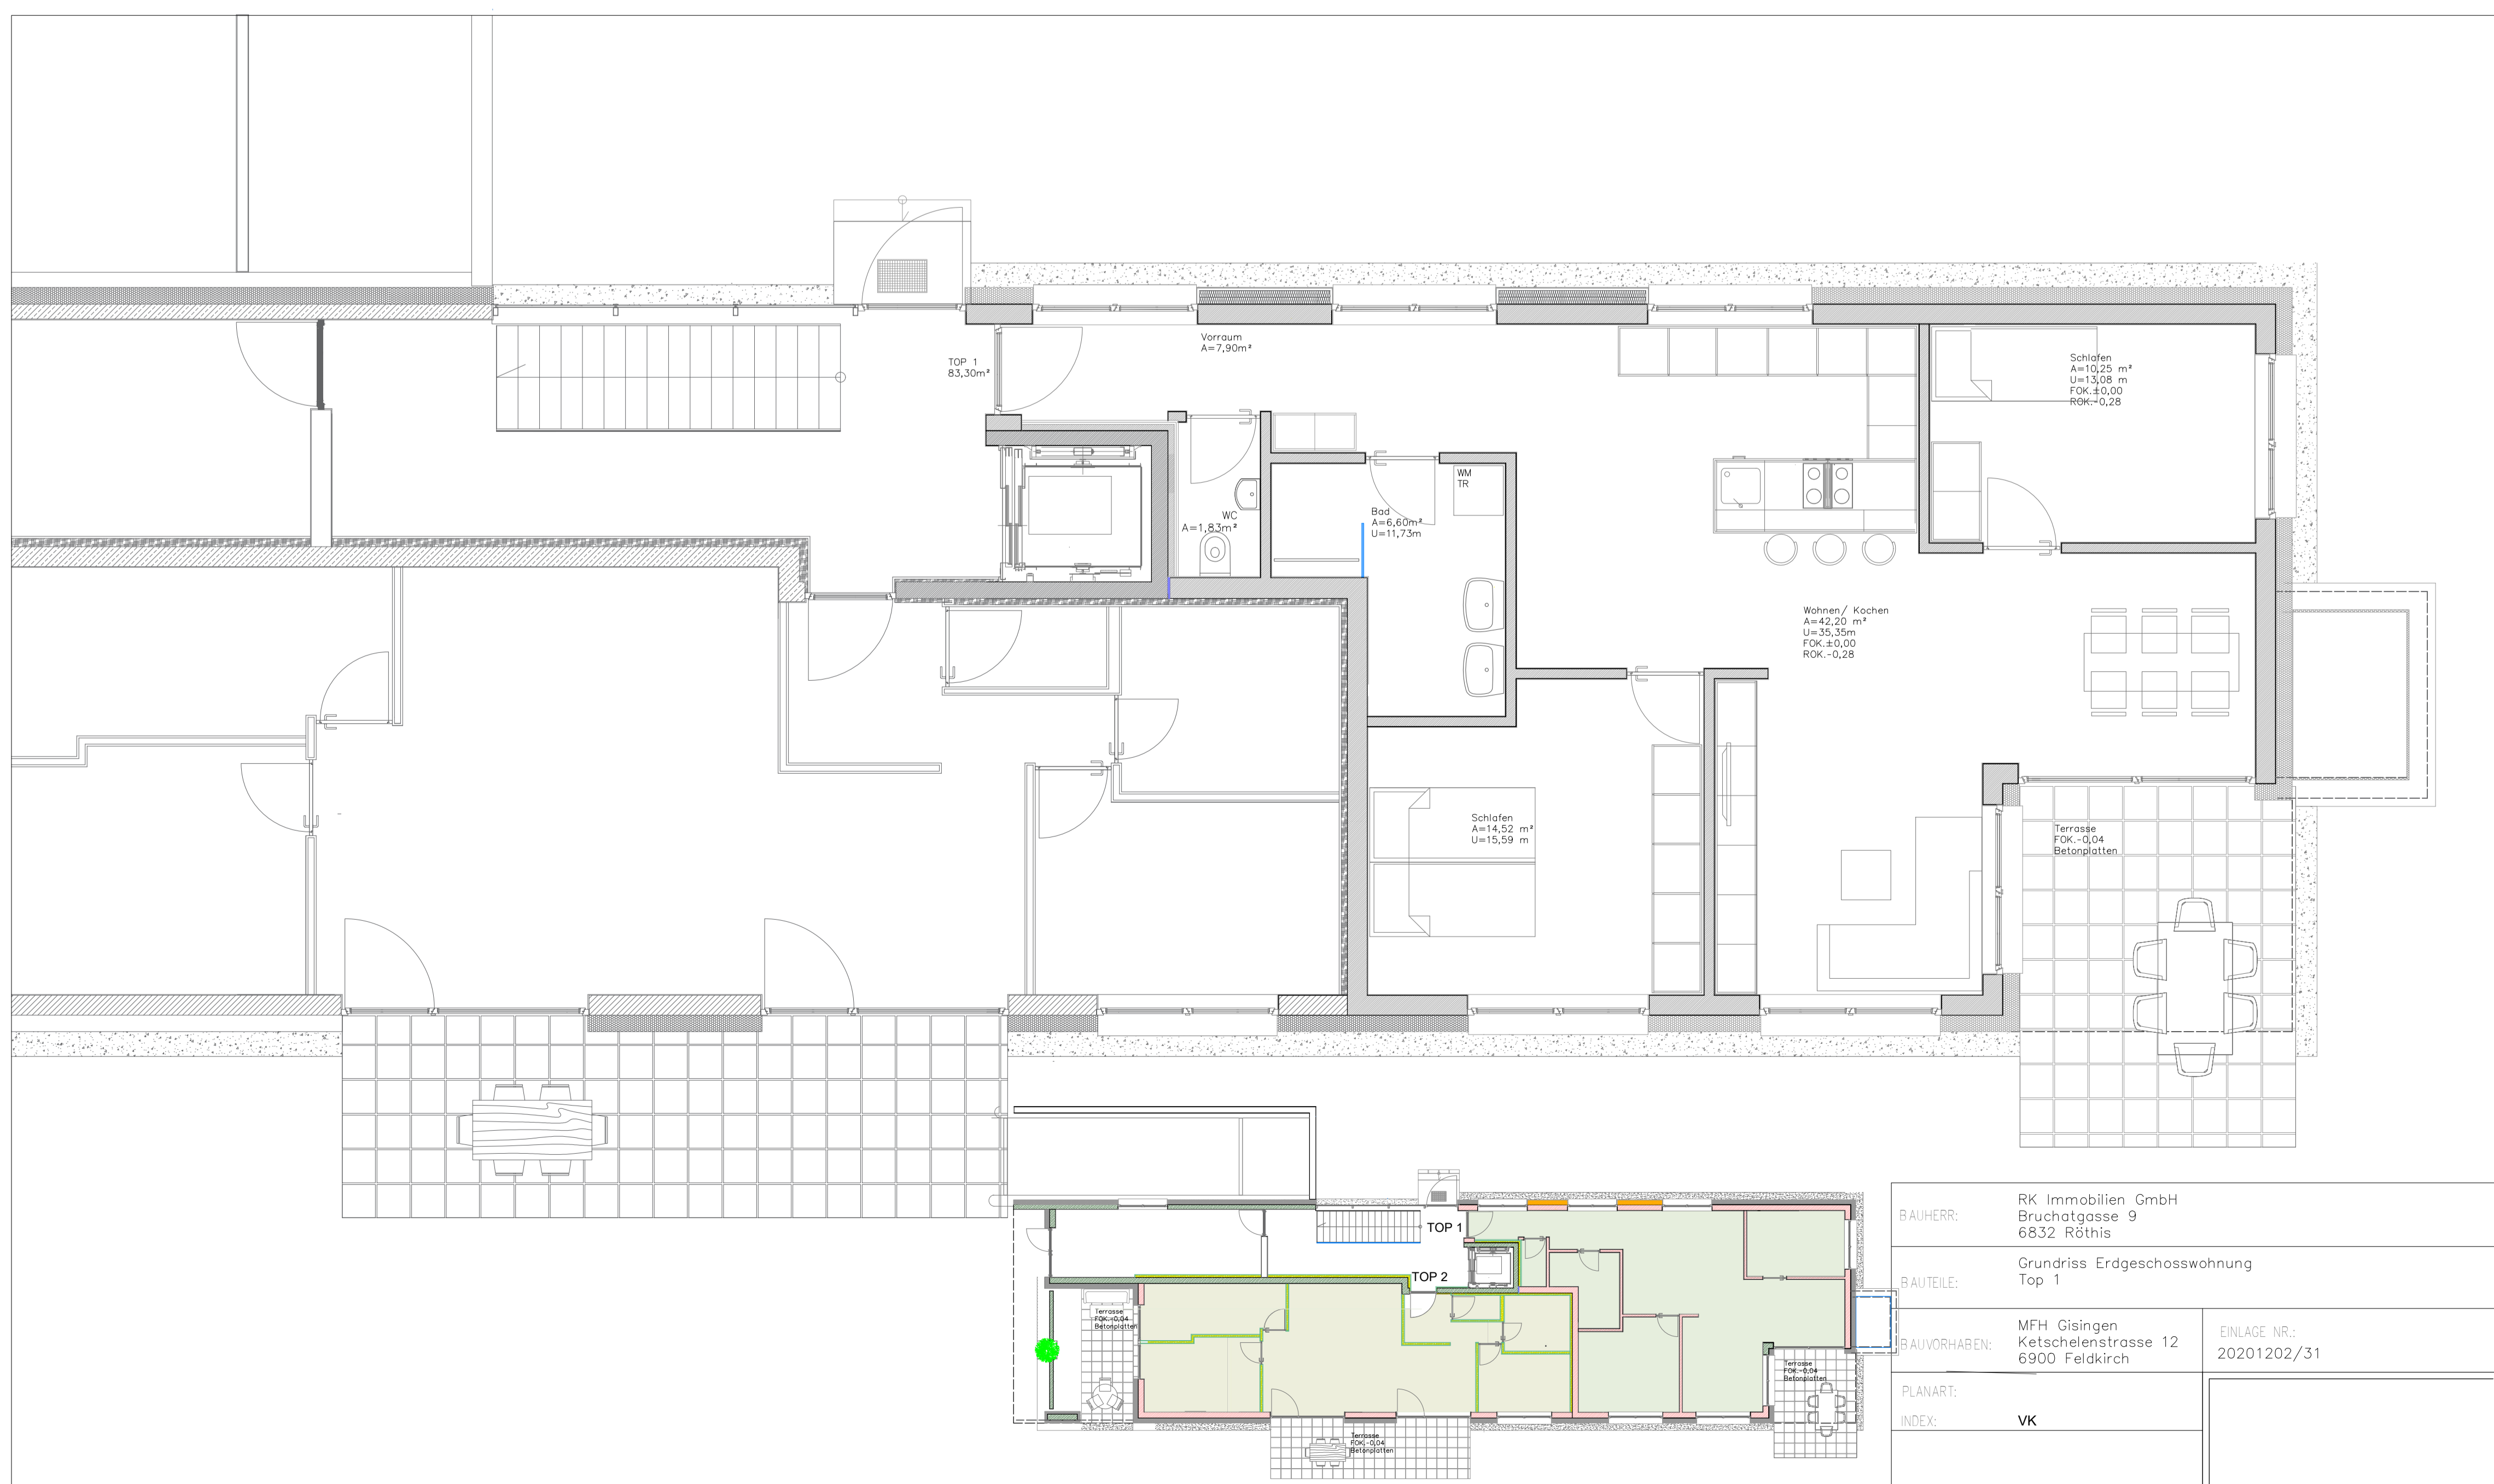 TOP 1
83,30m²
Vorraum
A=7,90m²
Schlafen
A=10,25 m²
U=13,08 m
FOK.±0,00
ROK.-0,28
WC
A=1,83m²
WM
TR
Bad
A=6,60m²
U=11,73m
Wohnen/ Kochen
A=42,20 m²
U=35,35m
FOK.±0,00
ROK.-0,28
Schlafen
A=14,52 m²
U=15,59 m
Terrasse
FOK.-0,04
Betonplatten
TOP 1
TOP 2
Terrasse
FOK.-0,04
Betonplatten
Terrasse
FOK.-0,04
Betonplatten
Terrasse
FOK.-0,04
Betonplatten
BAUHERR:
RK Immobilien GmbH
Bruchatgasse 9
6832 Röthis
BAUTEILE:
Grundriss Erdgeschosswohnung
Top 1
BAUVORHABEN:
MFH Gisingen
Ketschelenstrasse 12
6900 Feldkirch
EINLAGE NR.:
20201202/31
PLANART:
INDEX:
VK